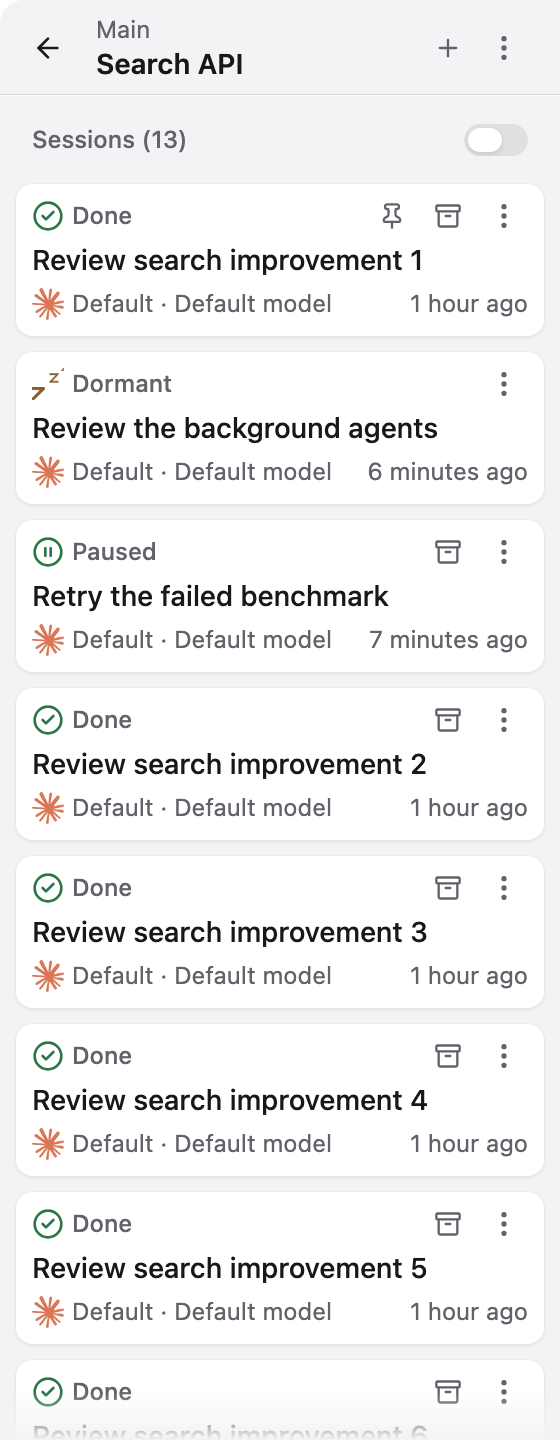 Main
Search API
Sessions (13)
Done
Review search improvement 1
Default · Default model 1 hour ago
Dormant
Review the background agents
Default · Default model 6 minutes ago
Paused
Retry the failed benchmark
Default · Default model 7 minutes ago
Done
Review search improvement 2
Default · Default model 1 hour ago
Done
Review search improvement 3
Default · Default model 1 hour ago
Done
Review search improvement 4
Default · Default model 1 hour ago
Done
Review search improvement 5
Default · Default model 1 hour ago
Done
Review search improvement 6